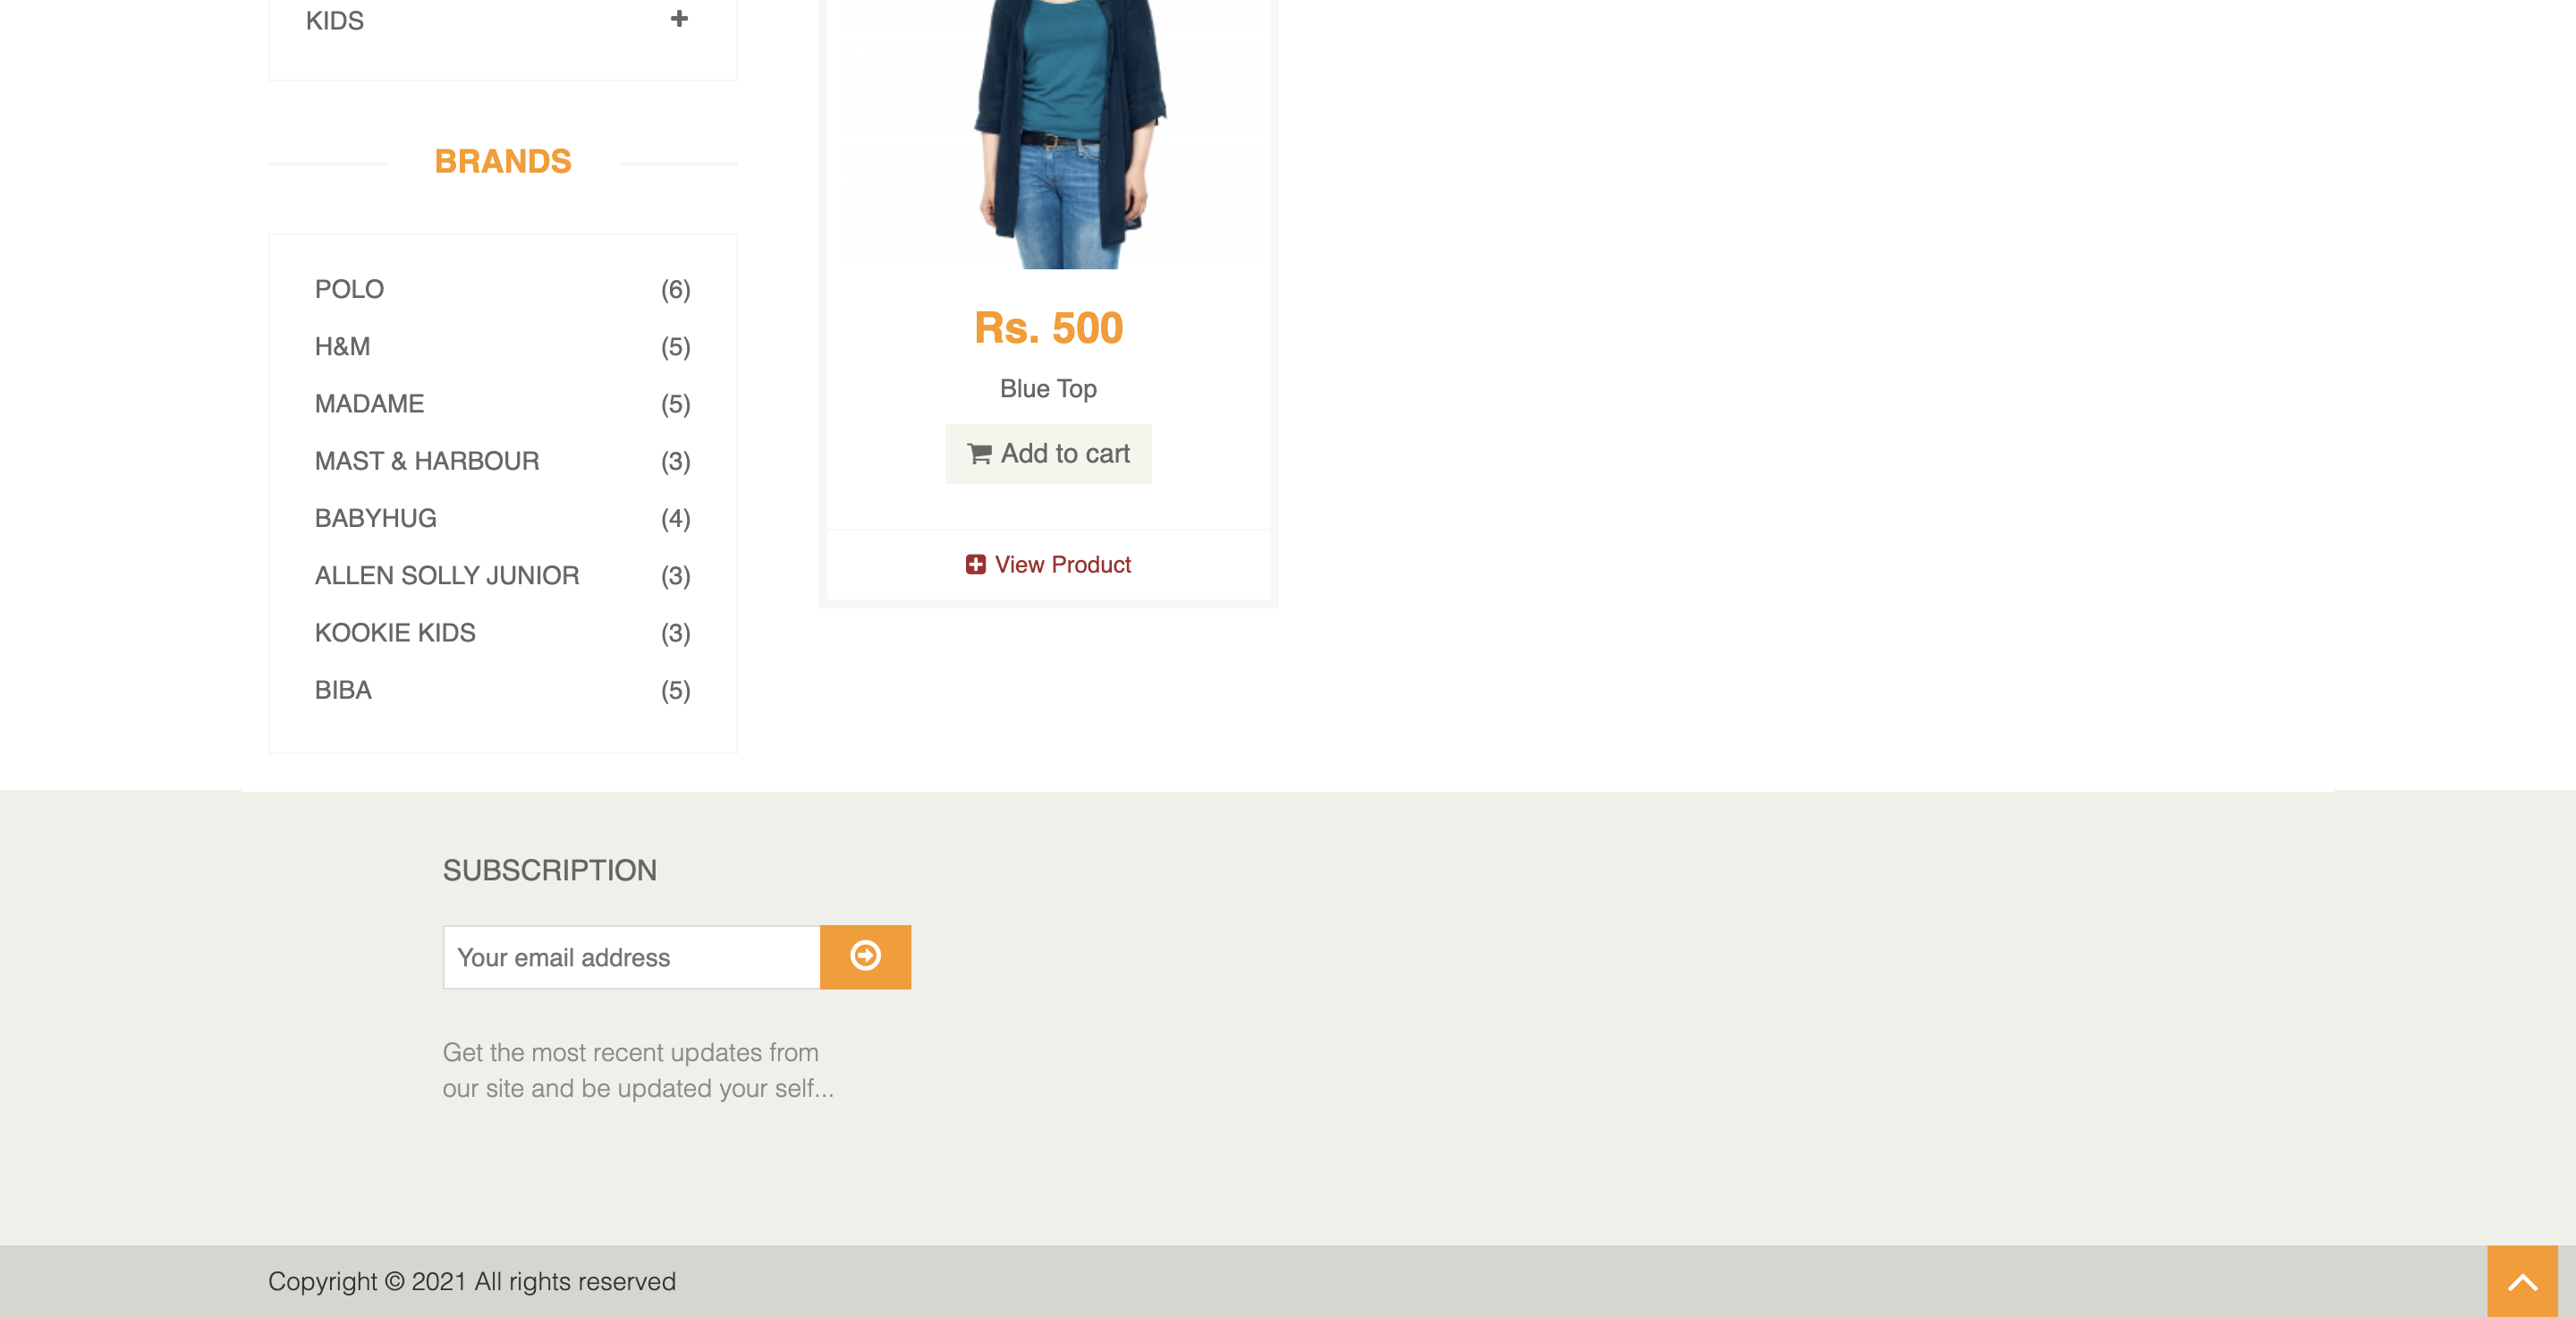 KIDS
BRANDS
POLO (6)
H&M (5)
MADAME (5)
MAST & HARBOUR (3)
BABYHUG (4)
ALLEN SOLLY JUNIOR (3)
KOOKIE KIDS (3)
BIBA (5)
Rs. 500
Blue Top
Add to cart
View Product
SUBSCRIPTION
Your email address
Get the most recent updates from
our site and be updated your self...
Copyright © 2021 All rights reserved